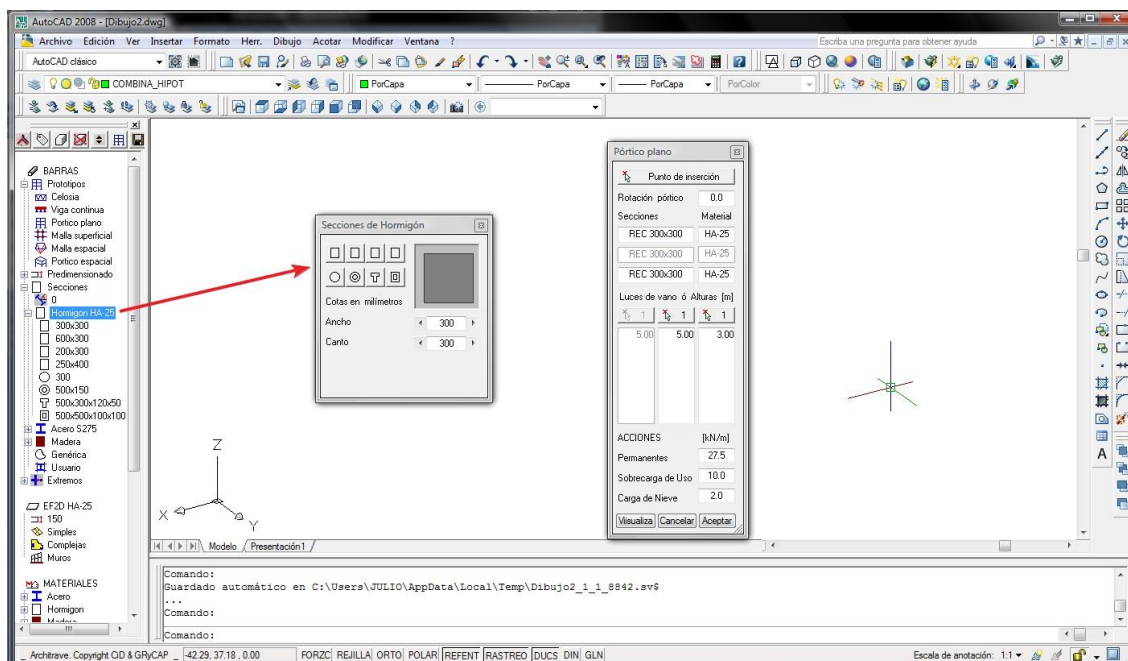 AutoCAD 2008 - [Dibujo2.dwg]
Archivo Edición Ver Insertar Formato Herr. Dibujo Acotar Modificar Ventana ?
Escriba una pregunta para obtener ayuda
AutoCAD clásico
COMBINA_HIPOT
PorCapa
PorCapa
PorCapa
PorColor
BARRAS
Prototipos
Celosia
Viga continua
Portico plano
Malla superficial
Malla espacial
Portico espacial
Predimensionado
Secciones
0
Hormigon HA-25
300x300
600x300
200x300
250x400
300
500x150
500x300x120x50
500x500x100x100
Acero S275
Madera
Genérica
Usuario
Extremos
EF2D HA-25
150
Simples
Complejas
Muros
MATERIALES
Acero
Hormigon
Madera
Secciones de Hormigón
Cotas en milímetros
Ancho 300
Canto 300
Pórtico plano
Punto de inserción
Rotación pórtico 0.0
Secciones Material
REC 300x300 HA-25
REC 300x300 HA-25
REC 300x300 HA-25
Luces de vano ó Alturas [m]
1 1 1
5.00 5.00 3.00
ACCIONES [kN/m]
Permanentes 27.5
Sobrecarga de Uso 10.0
Carga de Nieve 2.0
Visualiza Cancelar Aceptar
Z
X
Y
Modelo Presentación1
Comando:
Guardado automático en C:\Users\JULIO\AppData\Local\Temp\Dibujo2_1_1_8842.sv$
...
Comando:
Comando:
_ Architrave. Copyright CiD & GRyCAP _ -42.29, 37.18 , 0.00 FORZC REJILLA ORTO POLAR REFENT RASTREO DUCS DIN GLN
Escala de anotación: 1:1